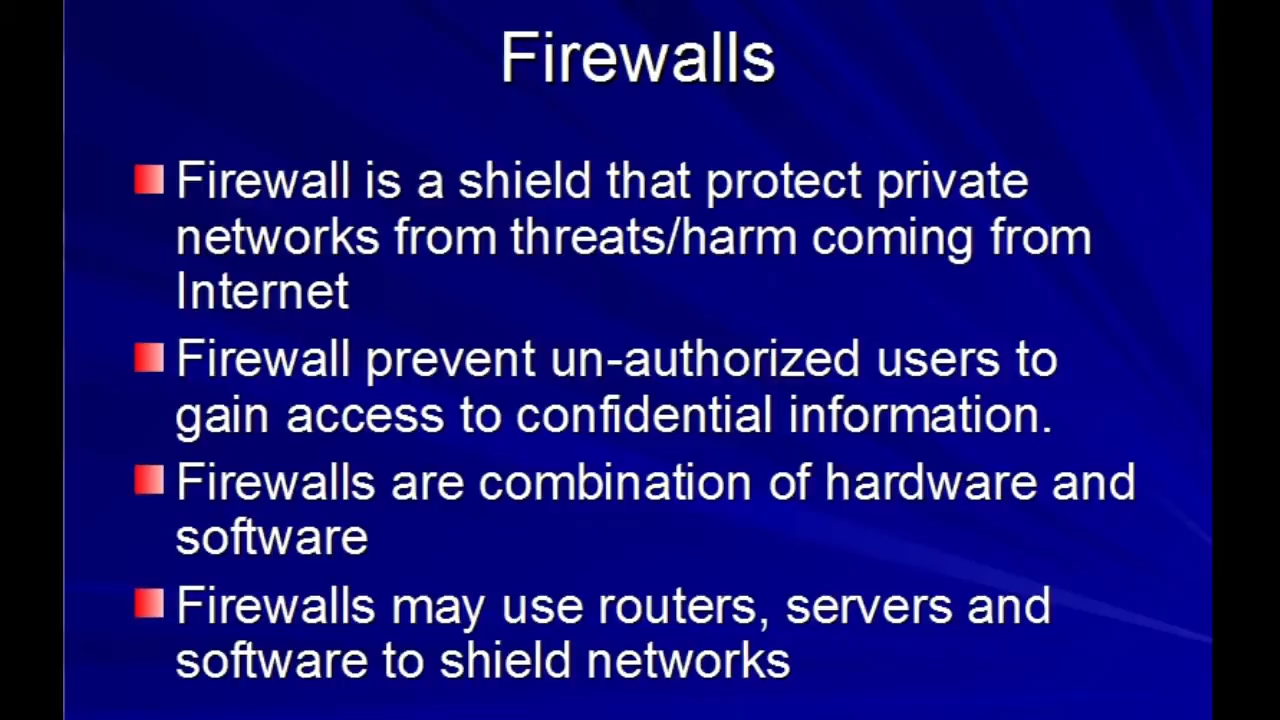 Firewalls
Firewall is a shield that protect private
networks from threats/harm coming from
Internet
Firewall prevent un-authorized users to
gain access to confidential information.
Firewalls are combination of hardware and
software
Firewalls may use routers, servers and
software to shield networks